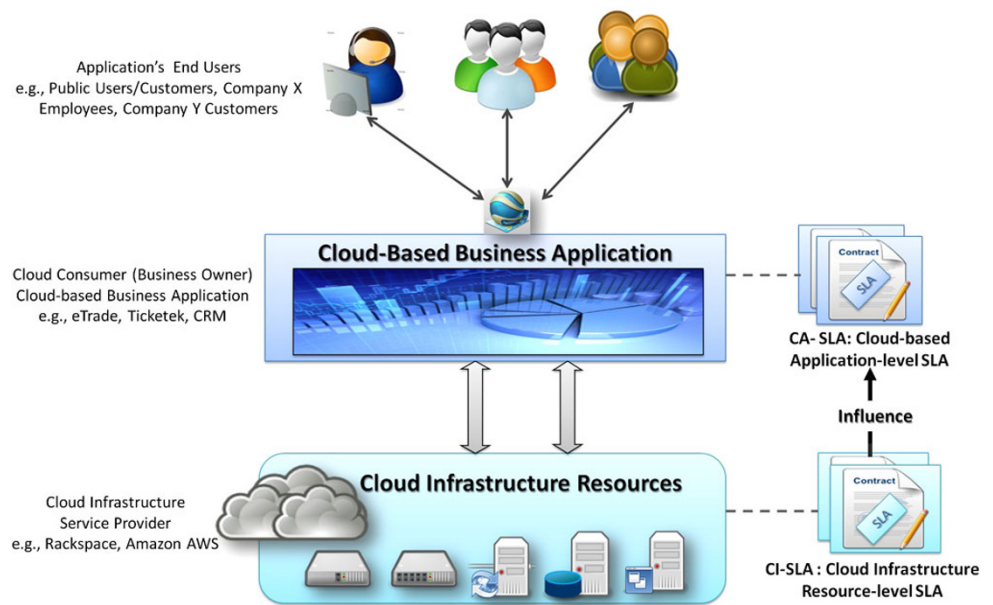 Application's End Users
e.g., Public Users/Customers, Company X
Employees, Company Y Customers
Cloud-Based Business Application
Cloud Consumer (Business Owner)
Cloud-based Business Application
e.g., eTrade, Ticketek, CRM
Contract
SLA
CA- SLA: Cloud-based
Application-level SLA
Influence
Cloud Infrastructure Resources
Cloud Infrastructure
Service Provider
e.g., Rackspace, Amazon AWS
Contract
SLA
CI-SLA : Cloud Infrastructure
Resource-level SLA